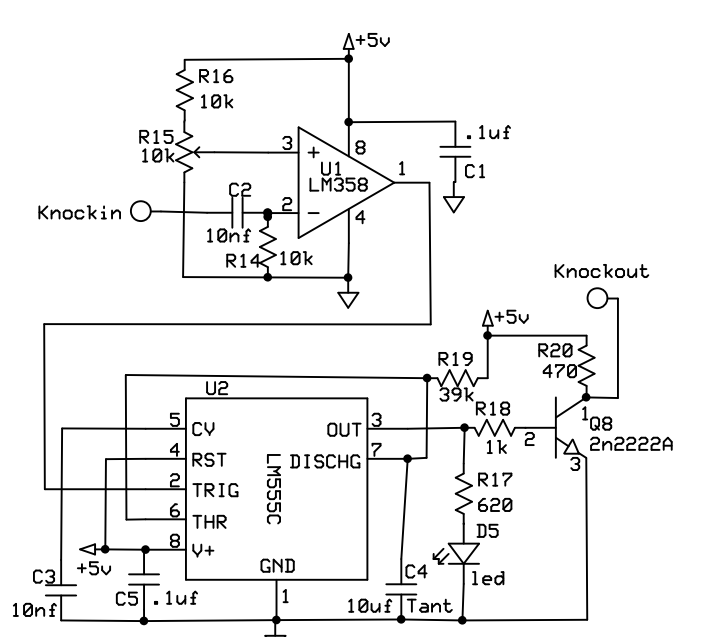 +5v
R16
10k
R15
10k
3
+
8
.1uf
U1
LM358
1
C1
C2
2
−
4
Knockin
10nf
R14
10k
Knockout
+5v
R20
470
R19
39k
U2
R18
1k
1
Q8
2n2222A
2
3
5
CV
OUT
3
4
RST
LM555C
DISCHG
7
2
TRIG
R17
620
6
THR
D5
8
V+
+5v
GND
led
C3
10nf
C5
.1uf
1
C4
10uf Tant